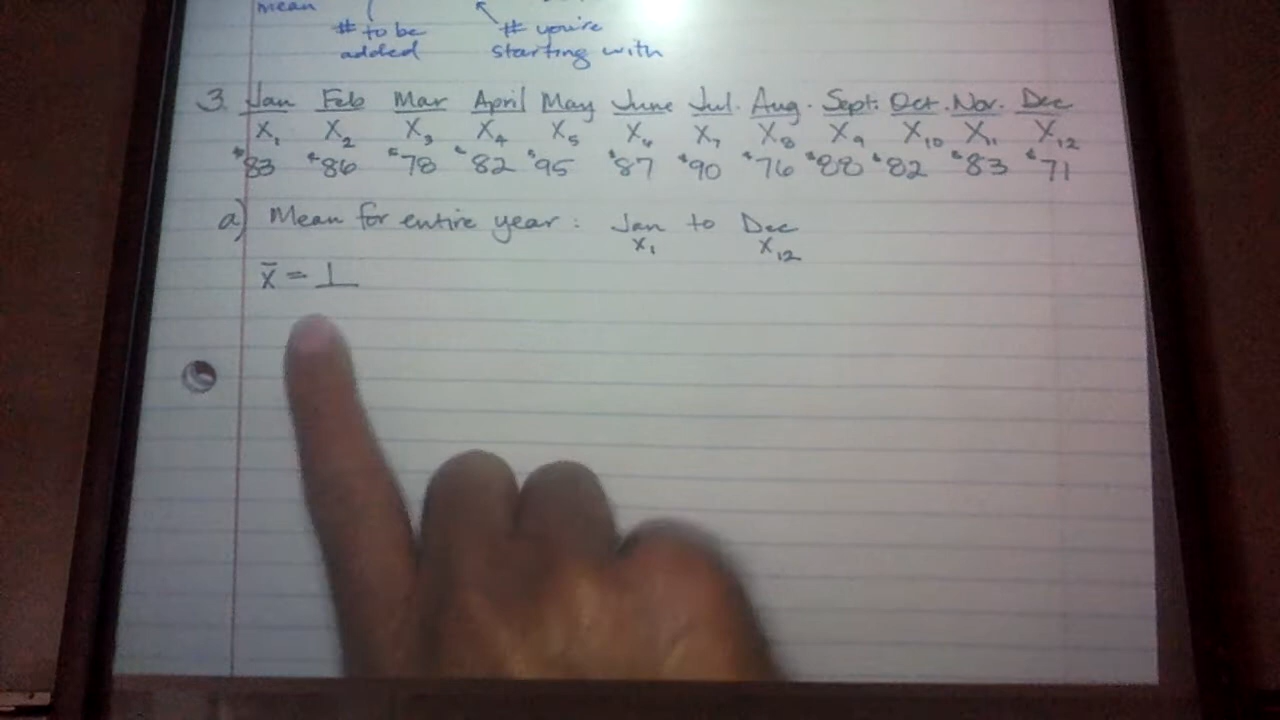 mean
# to be # you're
added starting with
3. Jan Feb Mar April May June Jul. Aug. Sept. Oct. Nov. Dec
X₁ X₂ X₃ X₄ X₅ X₆ X₇ X₈ X₉ X₁₀ X₁₁ X₁₂
$83 $86 $78 $82 $95 $87 $90 $76 $88 $82 $83 $71
a) Mean for entire year: Jan to Dec
X₁ X₁₂
x̄ = 1